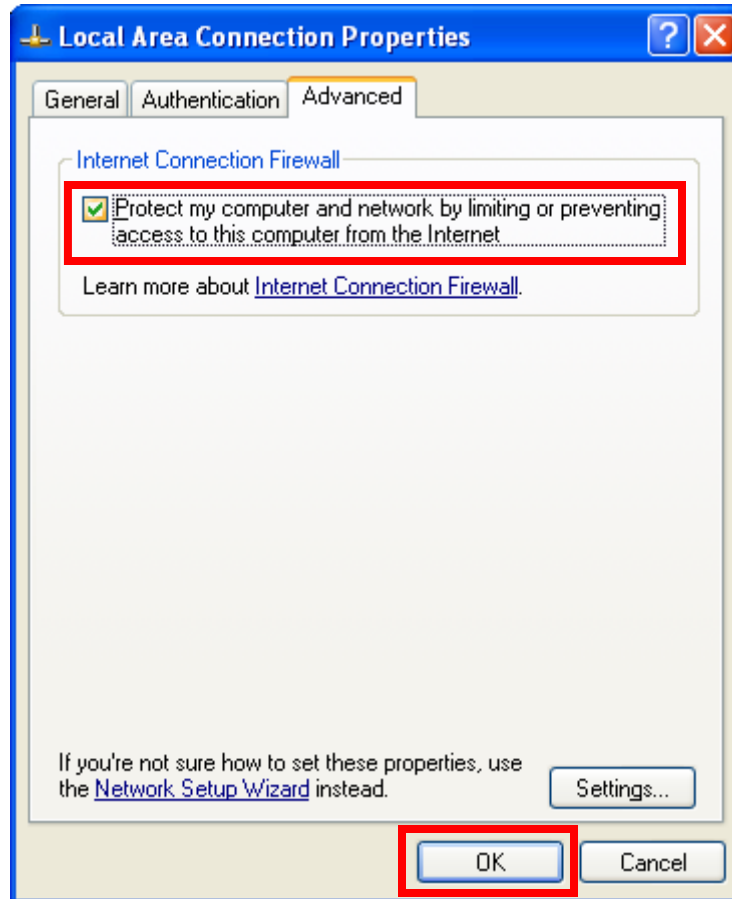 Local Area Connection Properties
General Authentication Advanced
Internet Connection Firewall
Protect my computer and network by limiting or preventing
access to this computer from the Internet
Learn more about Internet Connection Firewall.
If you're not sure how to set these properties, use
the Network Setup Wizard instead.
Settings...
OK Cancel